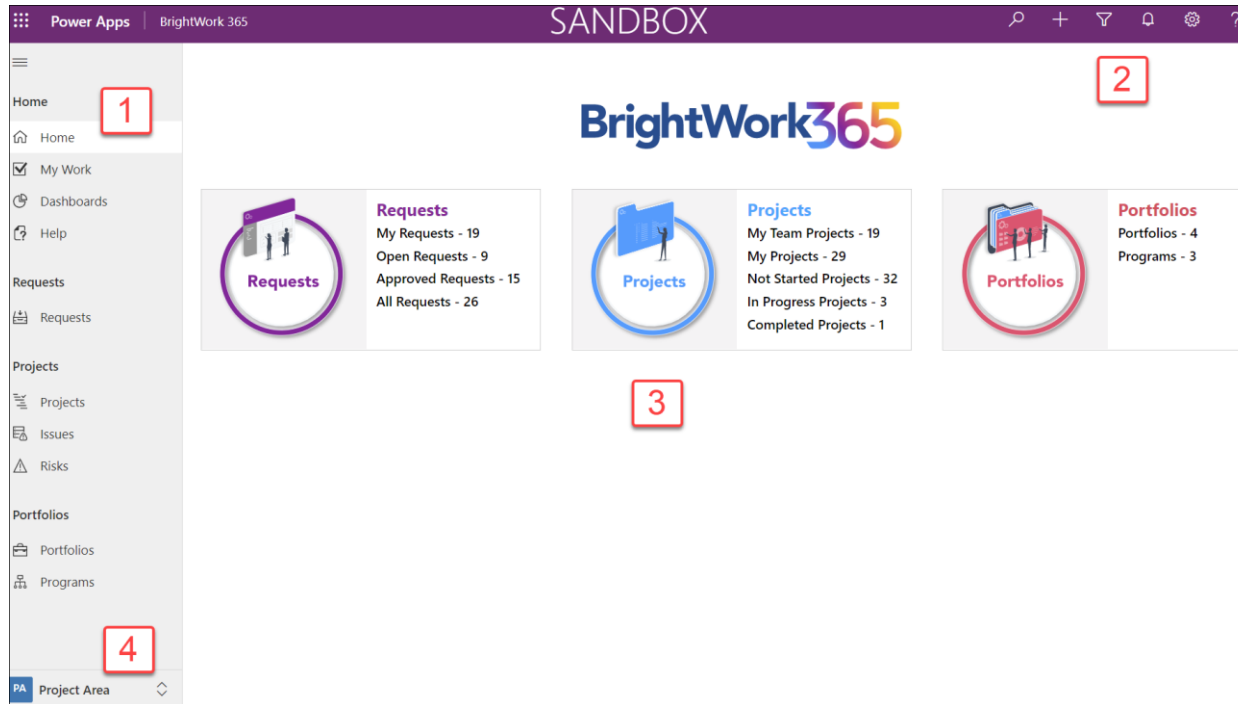 Power Apps | BrightWork 365
SANDBOX
?
Home
1
Home
My Work
Dashboards
Help
Requests
Requests
Projects
Projects
Issues
Risks
Portfolios
Portfolios
Programs
4
PA Project Area
2
BrightWork365
Requests
Requests
My Requests - 19
Open Requests - 9
Approved Requests - 15
All Requests - 26
Projects
Projects
My Team Projects - 19
My Projects - 29
Not Started Projects - 32
In Progress Projects - 3
Completed Projects - 1
Portfolios
Portfolios
Portfolios - 4
Programs - 3
3